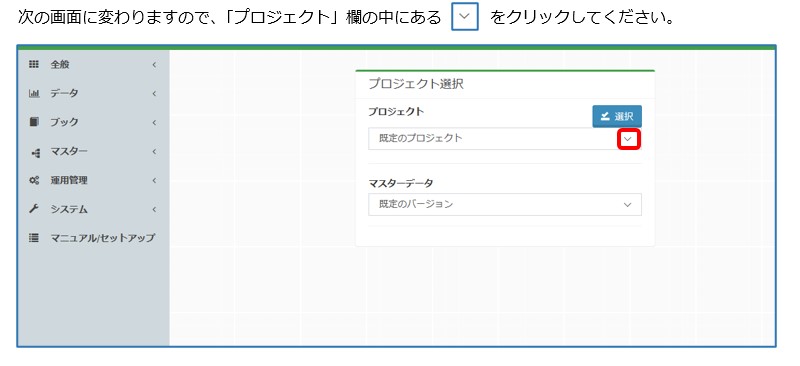 次の画面に変わりますので、「プロジェクト」欄の中にある をクリックしてください。
全般
データ
ブック
マスター
運用管理
システム
マニュアル/セットアップ
プロジェクト選択
プロジェクト
選択
既定のプロジェクト
マスターデータ
既定のバージョン